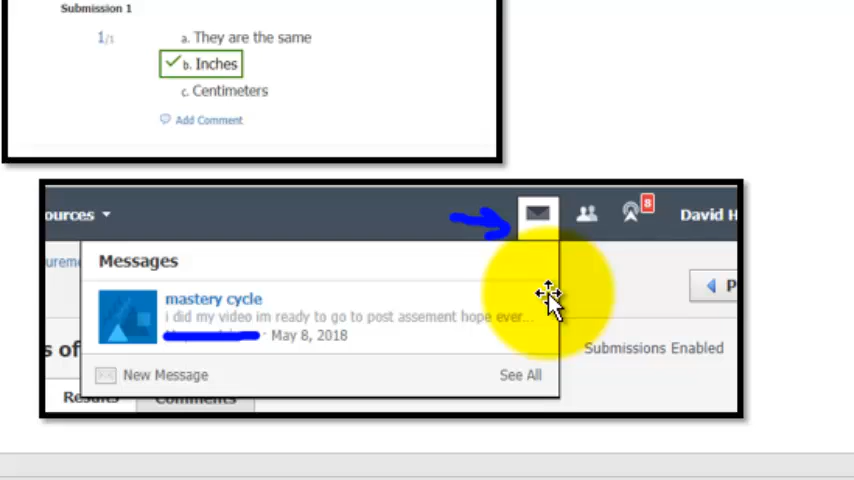 Submission 1
1/1
a. They are the same
b. Inches
c. Centimeters
Add Comment
ources
8
David H
ureme
Messages
mastery cycle
i did my video im ready to go to post assement hope ever...
· May 8, 2018
P
s of
Submissions Enabled
New Message
See All
Results
Comments